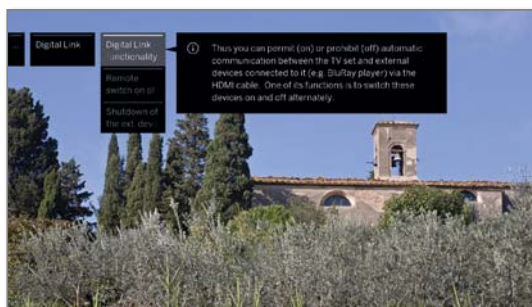 ...
Digital Link
Digital Link
functionality
Remote
switch on of
Shutdown of
the ext. dev
Thus you can permit (on) or prohibit (off) automatic
communication between the TV set and external
devices connected to it (e.g. BluRay player) via the
HDMI cable. One of its functions is to switch these
devices on and off alternately.